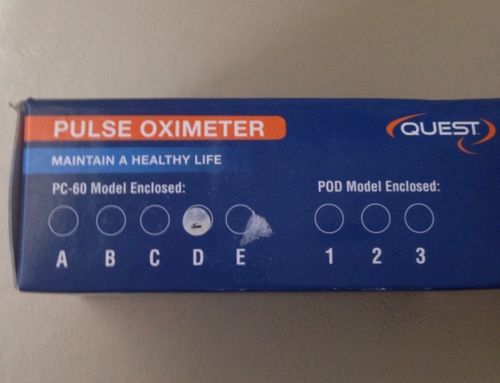 PULSE OXIMETER
QUEST
MAINTAIN A HEALTHY LIFE
PC-60 Model Enclosed:
POD Model Enclosed:
A B C D E
1 2 3